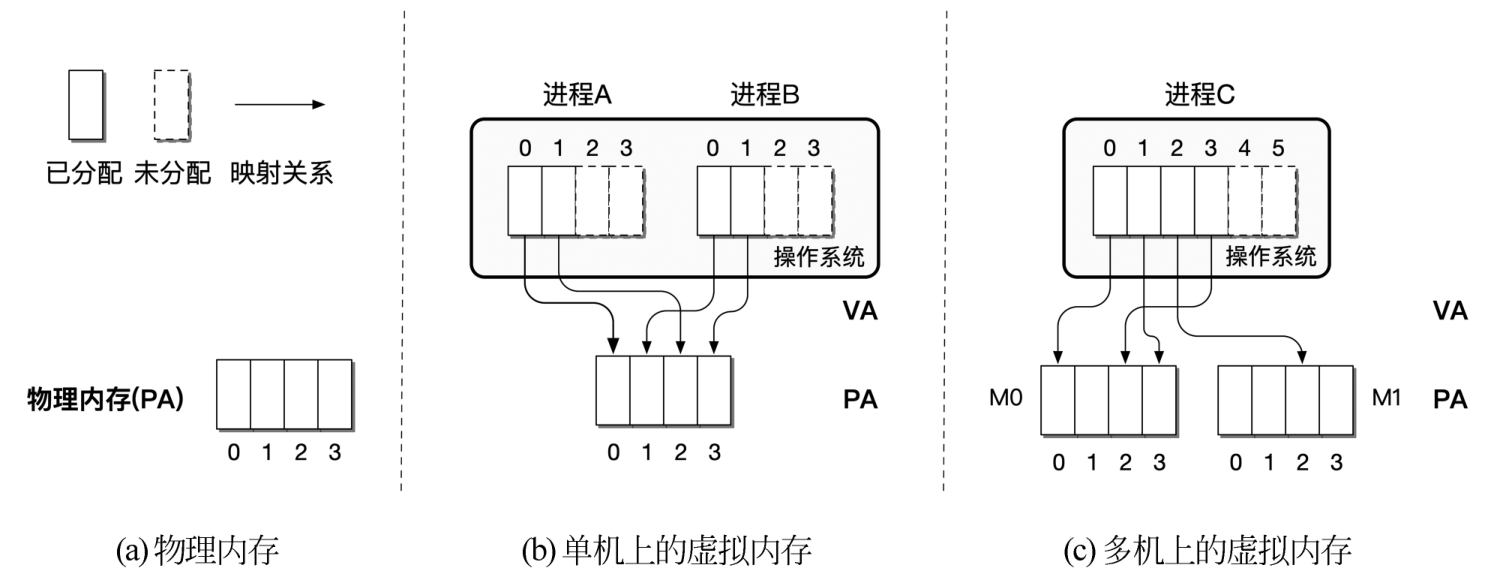 已分配 未分配 映射关系
物理内存(PA)
0 1 2 3
(a) 物理内存
进程A 进程B
0 1 2 3 0 1 2 3
操作系统
VA
PA
0 1 2 3
(b) 单机上的虚拟内存
进程C
0 1 2 3 4 5
操作系统
VA
M0 M1 PA
0 1 2 3 0 1 2 3
(c) 多机上的虚拟内存